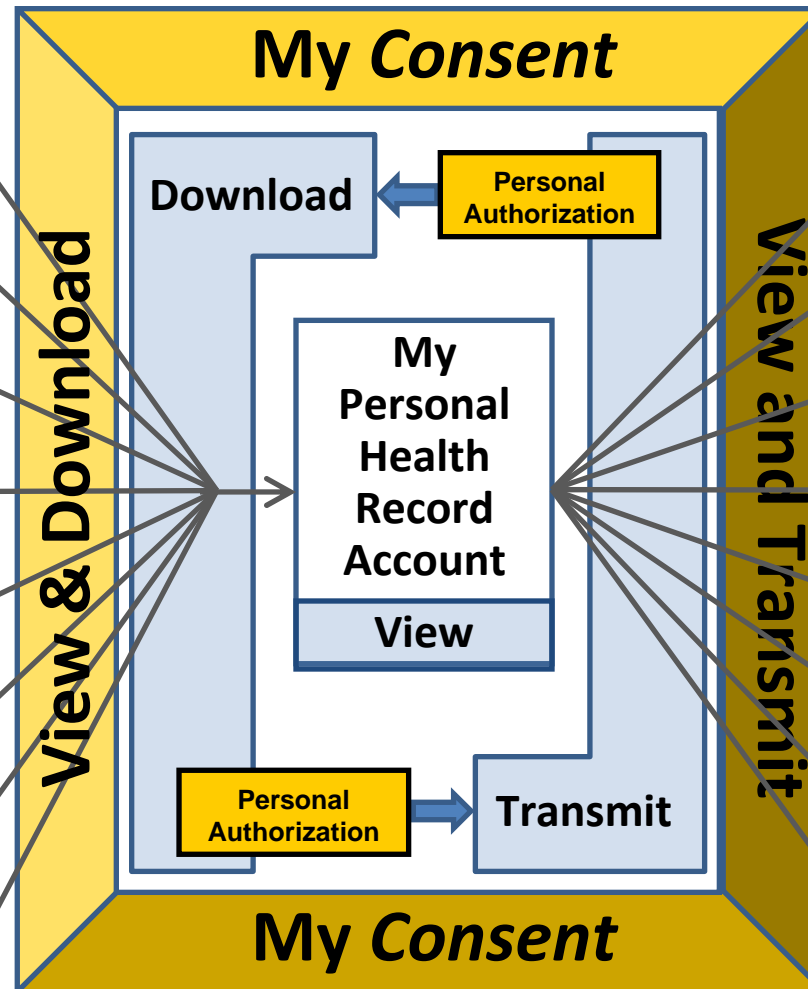 My Consent
Download
Personal
Authorization
View & Download
My
Personal
Health
Record
Account
View
View and Transmit
Personal
Authorization
Transmit
My Consent